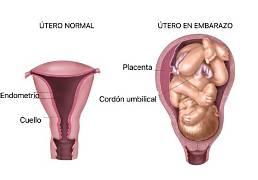 ÚTERO NORMAL
ÚTERO EN EMBARAZO
Placenta
Endometrio
Cordón umbilical
Cuello